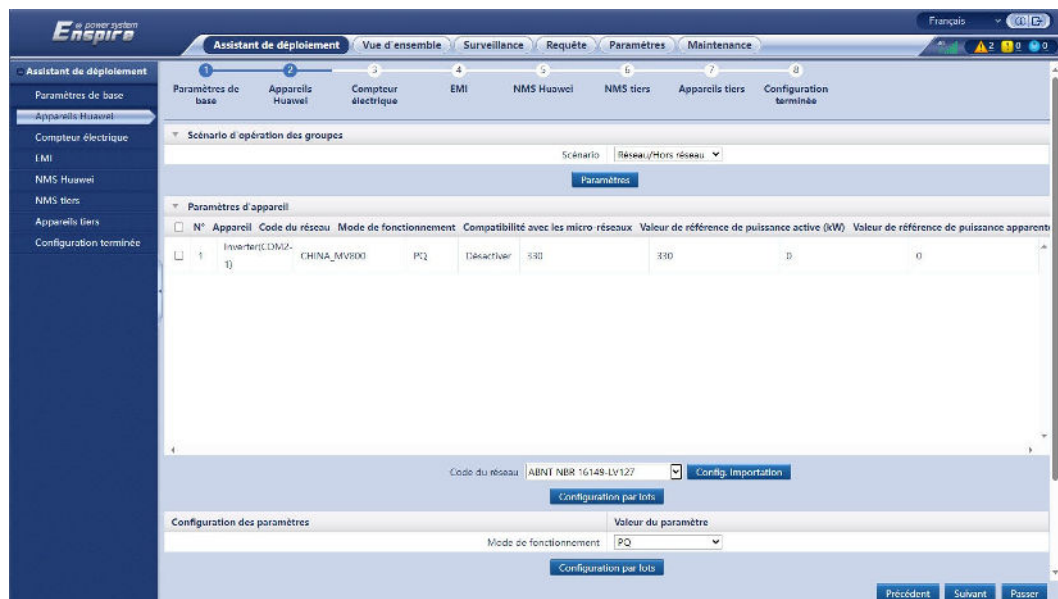 e power system
Enspire
Français
Assistant de déploiement
Vue d'ensemble
Surveillance
Requête
Paramètres
Maintenance
2
0
0
Assistant de déploiement
Paramètres de base
Appareils Huawei
Compteur électrique
EMI
NMS Huawei
NMS tiers
Appareils tiers
Configuration terminée
1
2
3
4
5
6
7
8
Paramètres de base
Appareils Huawei
Compteur électrique
EMI
NMS Huawei
NMS tiers
Appareils tiers
Configuration terminée
Scénario d'opération des groupes
Scénario Réseau/Hors réseau
Paramètres
Paramètres d'appareil
N° Appareil Code du réseau Mode de fonctionnement Compatibilité avec les micro-réseaux Valeur de référence de puissance active (kW) Valeur de référence de puissance apparente
1 Inverter(COM2-1) CHINA_MV800 PQ Désactiver 330 330 0 0
Code du réseau ABNT NBR 16149-LV127 Config. Importation
Configuration par lots
Configuration des paramètres Valeur du paramètre
Mode de fonctionnement PQ
Configuration par lots
Précédent Suivant Passer